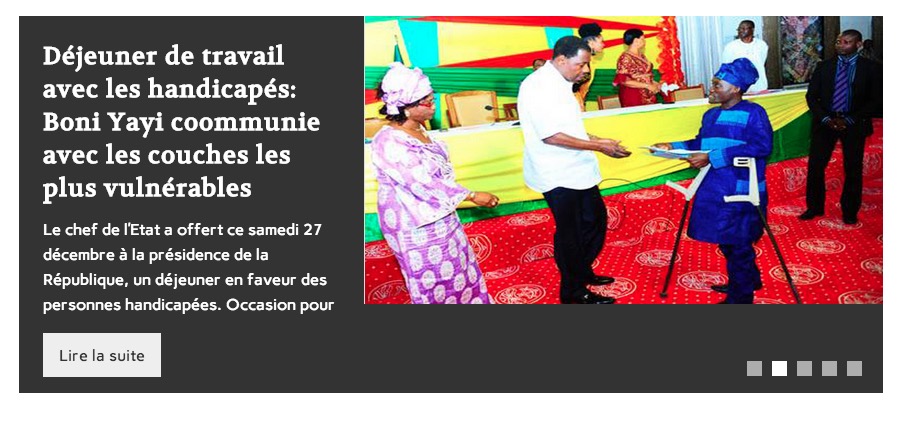 Déjeuner de travail
avec les handicapés:
Boni Yayi coommunie
avec les couches les
plus vulnérables
Le chef de l'Etat a offert ce samedi 27
décembre à la présidence de la
République, un déjeuner en faveur des
personnes handicapées. Occasion pour
Lire la suite